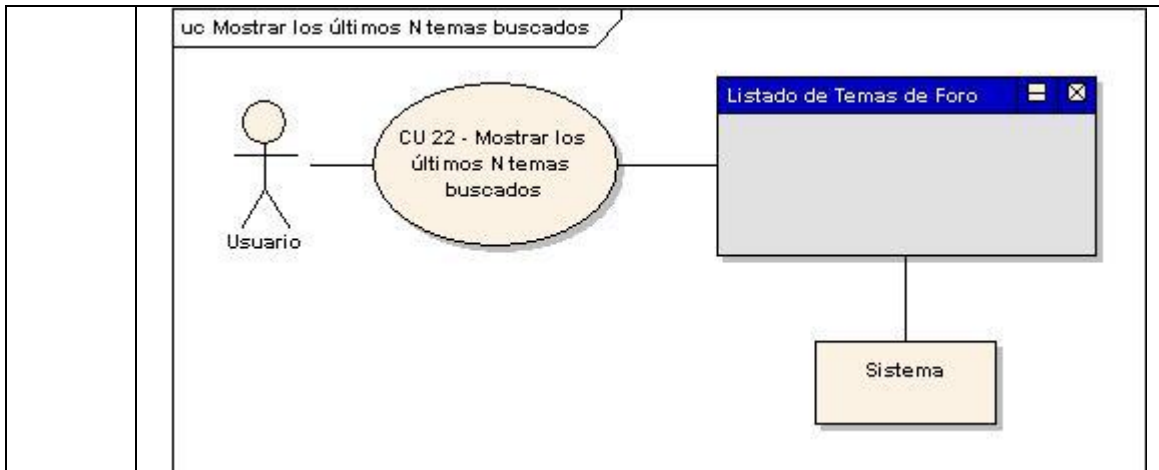 uc Mostrar los últimos N temas buscados
CU 22 - Mostrar los
últimos N temas
buscados
Usuario
Listado de Temas de Foro
Sistema